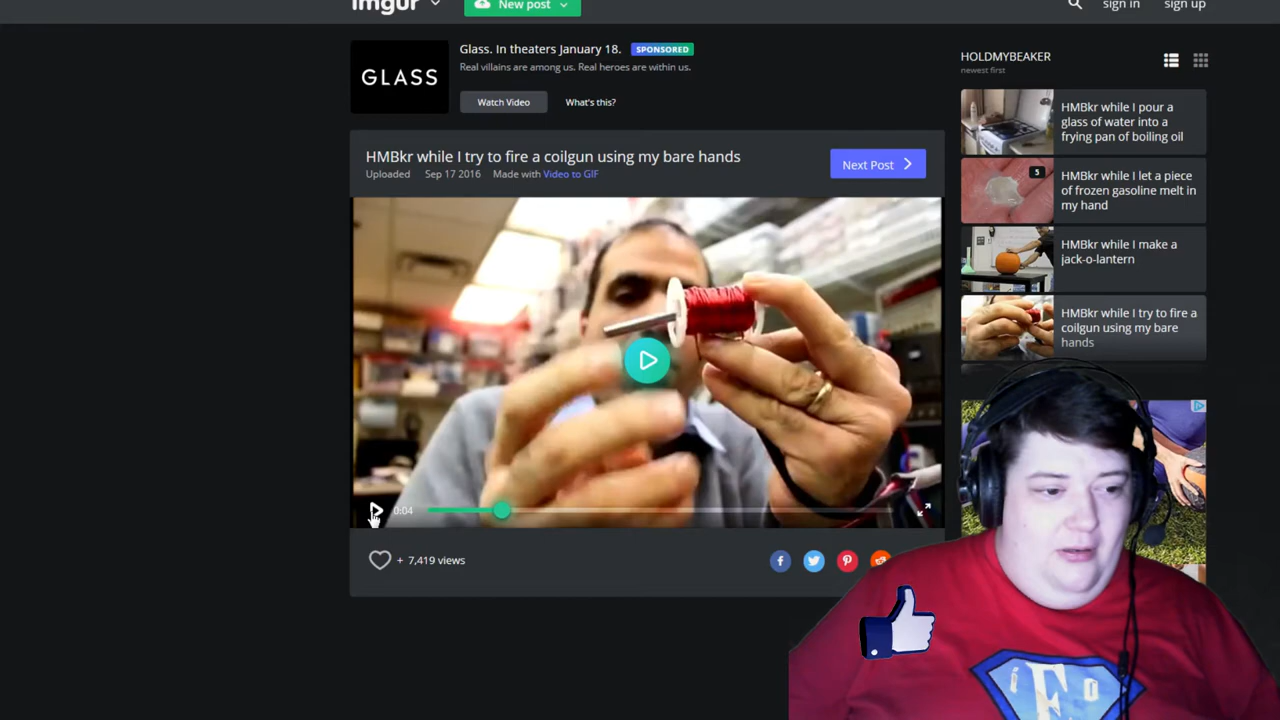 imgur
New post
sign in
sign up
GLASS
Glass. In theaters January 18. SPONSORED
Real villains are among us. Real heroes are within us.
Watch Video
What's this?
HMBkr while I try to fire a coilgun using my bare hands
Uploaded Sep 17 2016 Made with Video to GIF
Next Post
0:04
+ 7,419 views
HOLDMYBEAKER
newest first
HMBkr while I pour a
glass of water into a
frying pan of boiling oil
5
HMBkr while I let a piece
of frozen gasoline melt in
my hand
HMBkr while I make a
jack-o-lantern
HMBkr while I try to fire a
coilgun using my bare
hands